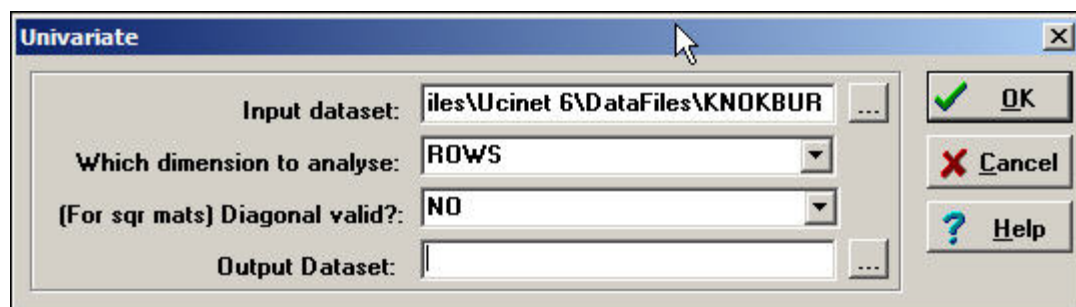 Univariate
Input dataset: iles\Ucinet 6\DataFiles\KNOKBUR ...
Which dimension to analyse: ROWS
(For sqr mats) Diagonal valid?: NO
Output Dataset: ...
OK
Cancel
Help